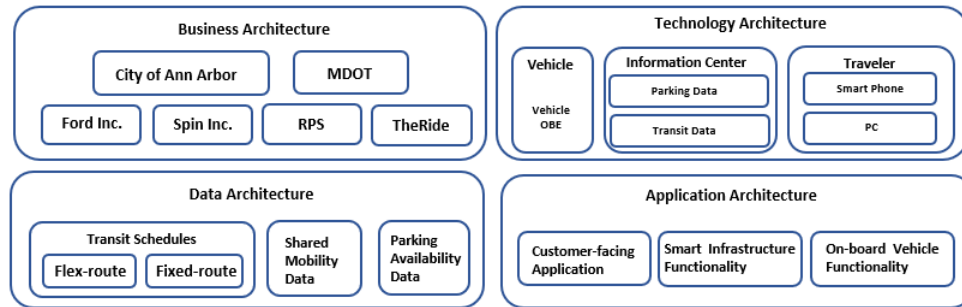 Business Architecture
City of Ann Arbor
MDOT
Ford Inc.
Spin Inc.
RPS
TheRide
Technology Architecture
Vehicle
Vehicle
OBE
Information Center
Parking Data
Transit Data
Traveler
Smart Phone
PC
Data Architecture
Transit Schedules
Flex-route
Fixed-route
Shared
Mobility
Data
Parking
Availability
Data
Application Architecture
Customer-facing
Application
Smart Infrastructure
Functionality
On-board Vehicle
Functionality